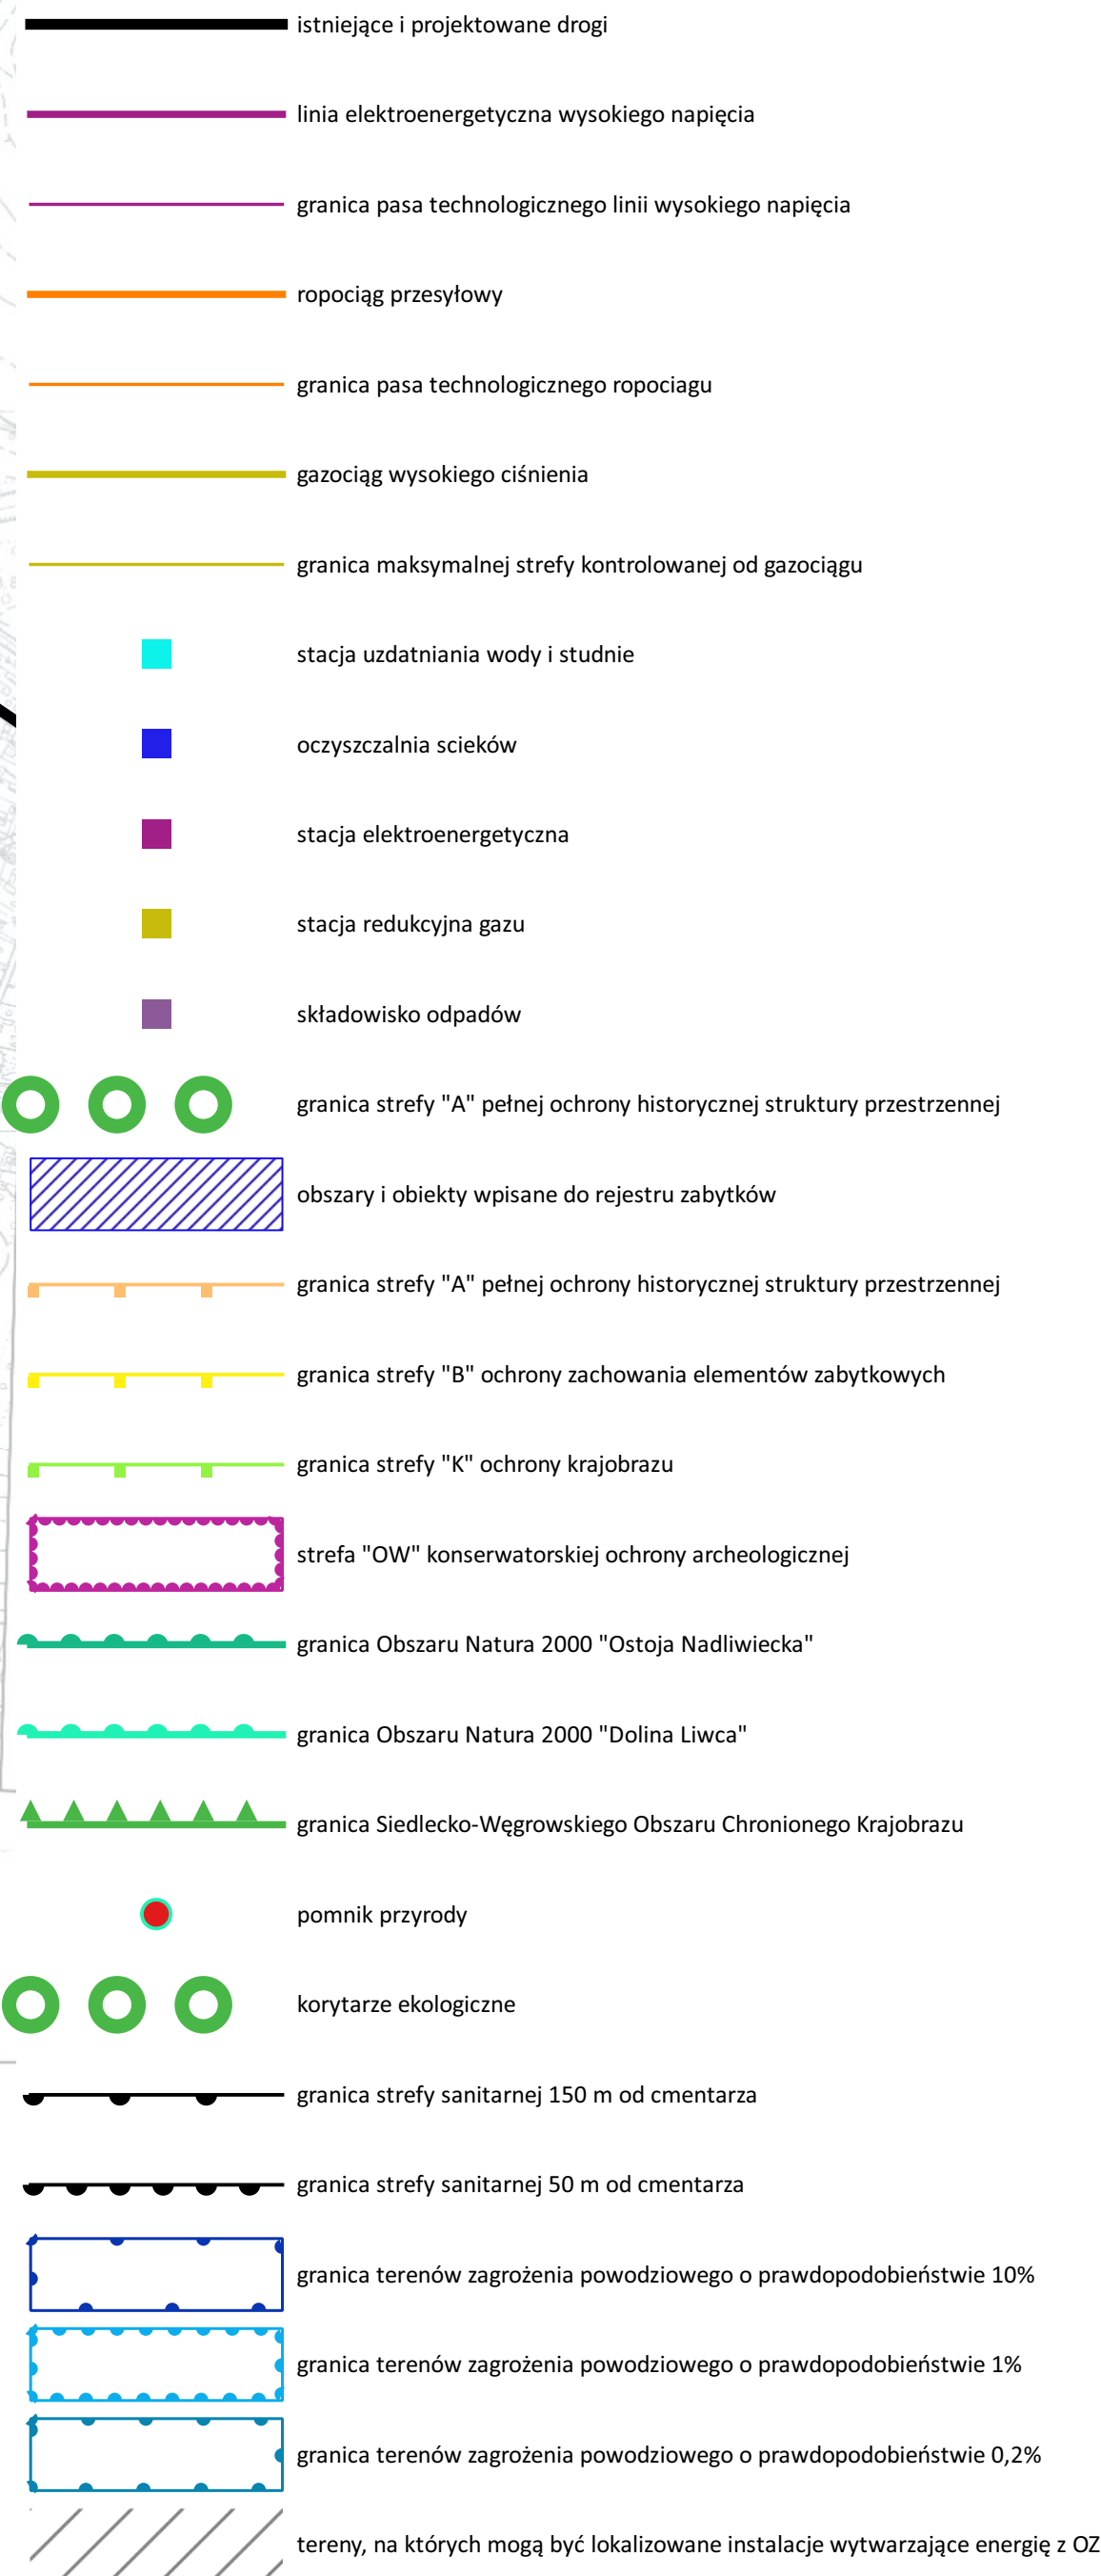 istniejące i projektowane drogi
linia elektroenergetyczna wysokiego napięcia
granica pasa technologicznego linii wysokiego napięcia
ropociąg przesyłowy
granica pasa technologicznego ropociagu
gazociąg wysokiego ciśnienia
granica maksymalnej strefy kontrolowanej od gazociągu
stacja uzdatniania wody i studnie
oczyszczalnia scieków
stacja elektroenergetyczna
stacja redukcyjna gazu
składowisko odpadów
granica strefy "A" pełnej ochrony historycznej struktury przestrzennej
obszary i obiekty wpisane do rejestru zabytków
granica strefy "A" pełnej ochrony historycznej struktury przestrzennej
granica strefy "B" ochrony zachowania elementów zabytkowych
granica strefy "K" ochrony krajobrazu
strefa "OW" konserwatorskiej ochrony archeologicznej
granica Obszaru Natura 2000 "Ostoja Nadliwiecka"
granica Obszaru Natura 2000 "Dolina Liwca"
granica Siedlecko-Węgrowskiego Obszaru Chronionego Krajobrazu
pomnik przyrody
korytarze ekologiczne
granica strefy sanitarnej 150 m od cmentarza
granica strefy sanitarnej 50 m od cmentarza
granica terenów zagrożenia powodziowego o prawdopodobieństwie 10%
granica terenów zagrożenia powodziowego o prawdopodobieństwie 1%
granica terenów zagrożenia powodziowego o prawdopodobieństwie 0,2%
tereny, na których mogą być lokalizowane instalacje wytwarzające energię z OZ